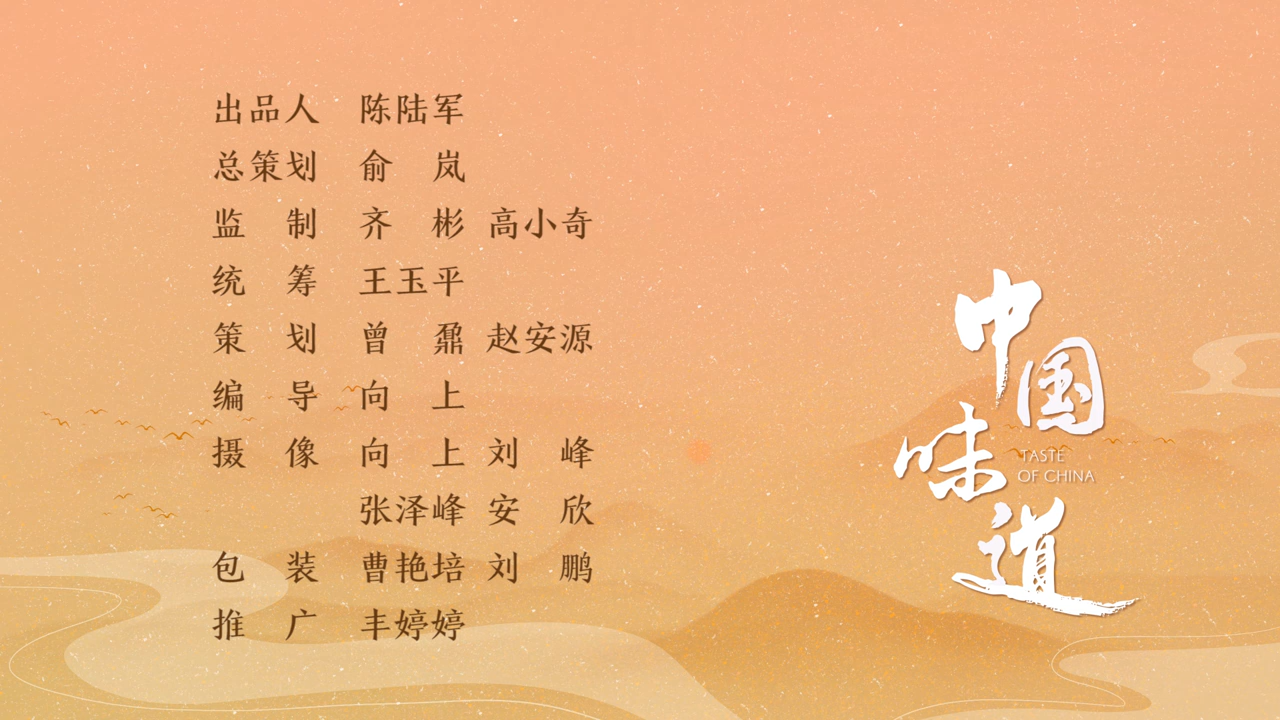 出品人 陈陆军
总策划 俞岚
监制 齐彬 高小奇
统筹 王玉平
策划 曾鼐 赵安源
编导 向上
摄像 向上 刘峰
张泽峰 安欣
包装 曹艳培 刘鹏
推广 丰婷婷
中国
味道
TASTE
OF CHINA